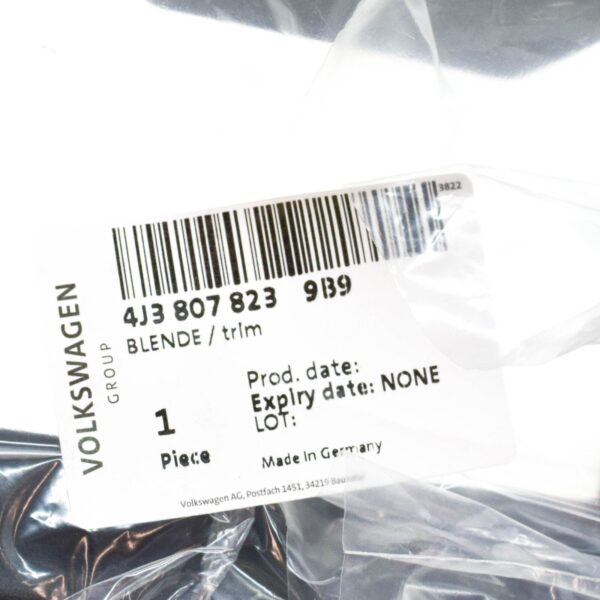 3822
4J3 807 823 9B9
BLENDE / trim
VOLKSWAGEN
GROUP
Prod. date:
Expiry date: NONE
LOT:
1
Piece
Made in Germany
Volkswagen AG, Postfach 1451, 34219